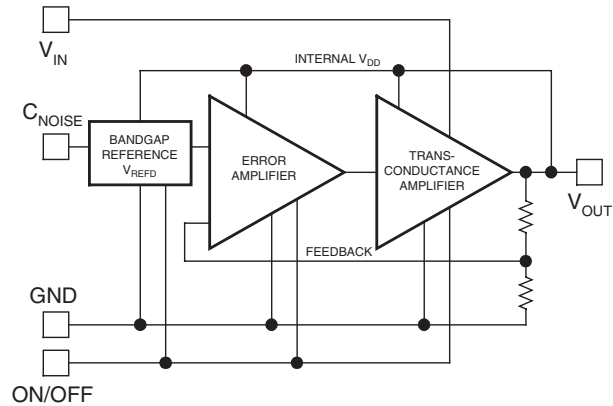 V_IN
INTERNAL V_DD
C_NOISE
BANDGAP
REFERENCE
V_REFD
ERROR
AMPLIFIER
TRANS-
CONDUCTANCE
AMPLIFIER
V_OUT
FEEDBACK
GND
ON/OFF